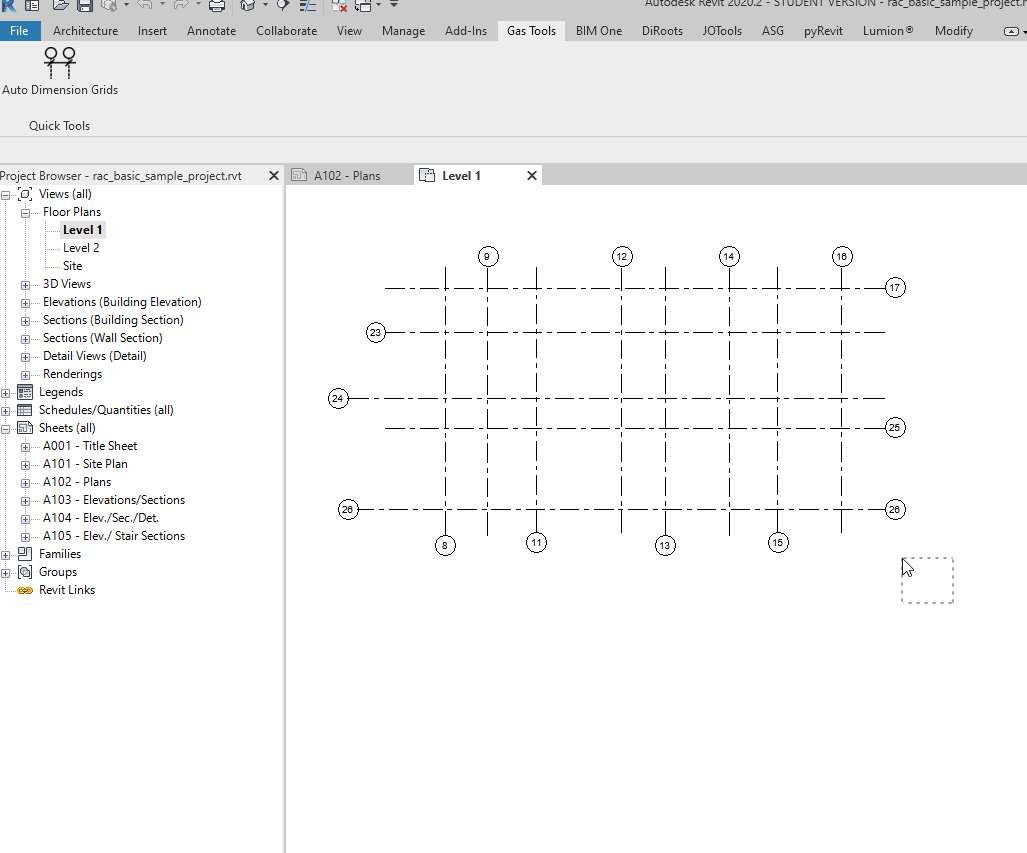 Autodesk Revit 2020.2 - STUDENT VERSION - rac_basic_sample_project.r
File Architecture Insert Annotate Collaborate View Manage Add-Ins Gas Tools BIM One DiRoots JOTools ASG pyRevit Lumion® Modify
Auto Dimension Grids
Quick Tools
Project Browser - rac_basic_sample_project.rvt
A102 - Plans
Level 1
Views (all)
Floor Plans
Level 1
Level 2
Site
3D Views
Elevations (Building Elevation)
Sections (Building Section)
Sections (Wall Section)
Detail Views (Detail)
Renderings
Legends
Schedules/Quantities (all)
Sheets (all)
A001 - Title Sheet
A101 - Site Plan
A102 - Plans
A103 - Elevations/Sections
A104 - Elev./Sec./Det.
A105 - Elev./ Stair Sections
Families
Groups
Revit Links
9 12 14 16
17
23
24
25
26 26
8 11 13 15